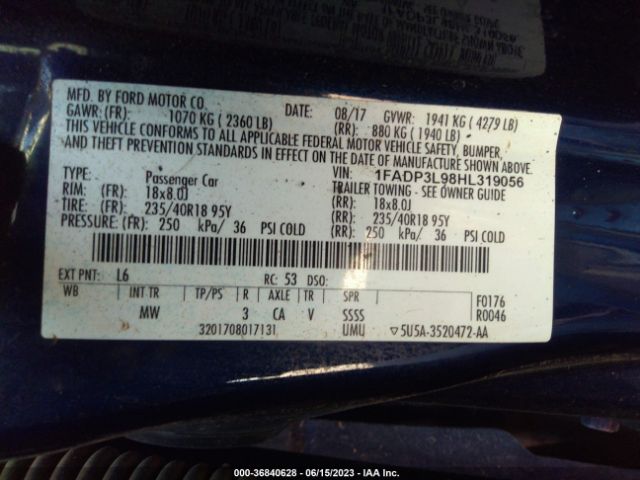 MFD. BY FORD MOTOR CO. DATE: 08/17 GVWR: 1941 KG ( 4279 LB)
GAWR: (FR): 1070 KG ( 2360 LB) (RR): 880 KG ( 1940 LB)
THIS VEHICLE CONFORMS TO ALL APPLICABLE FEDERAL MOTOR VEHICLE SAFETY, BUMPER,
AND THEFT PREVENTION STANDARDS IN EFFECT ON THE DATE OF MANUFACTURE SHOWN ABOVE.
VIN: 1FADP3L98HL319056
TYPE: Passenger Car TRAILER TOWING - SEE OWNER GUIDE
RIM: (FR): 18x8.0J (RR): 18x8.0J
TIRE: (FR): 235/40R18 95Y (RR): 235/40R18 95Y
PRESSURE: (FR): 250 kPa/ 36 PSI COLD (RR): 250 kPa/ 36 PSI COLD
EXT PNT: L6 RC: 53 DSO:
WB INT TR TP/PS R AXLE TR SPR F0176
MW 3 CA V SSSS R0046
3201708017131 UMU ▽5U5A-3520472-AA
000-36840628 - 06/15/2023 - IAA Inc.